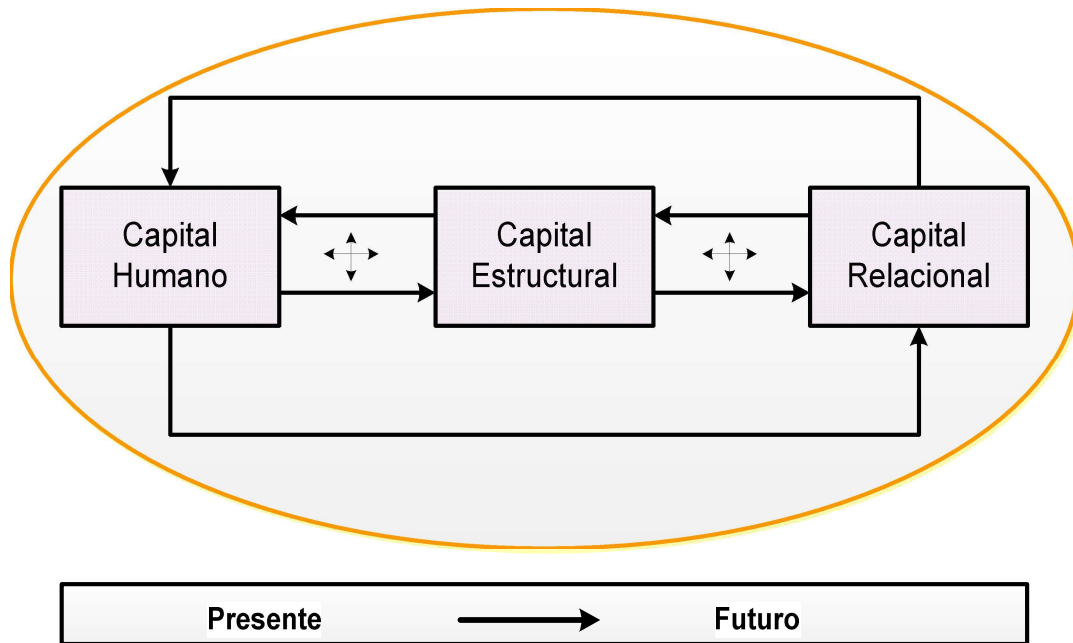 Capital
Humano
Capital
Estructural
Capital
Relacional
Presente Futuro